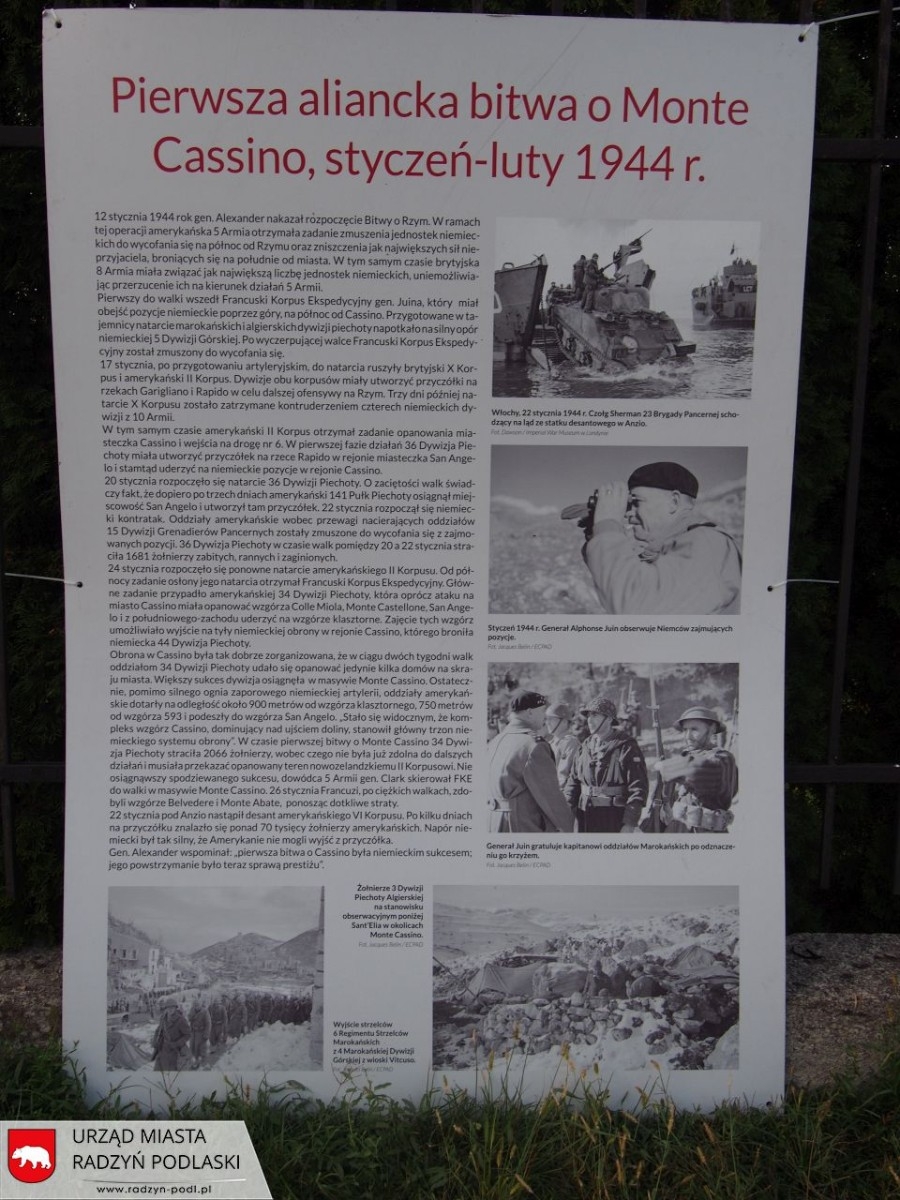 Pierwsza aliancka bitwa o Monte
Cassino, styczeń-luty 1944 r.
12 stycznia 1944 rok gen. Alexander nakazał rozpoczęcie Bitwy o Rzym. W ramach
tej operacji amerykańska 5 Armia otrzymała zadanie zmuszenia jednostek niemiec-
kich do wycofania się na północ od Rzymu oraz zniszczenia jak największych sił nie-
przyjaciela, broniących się na południe od miasta. W tym samym czasie brytyjska
8 Armia miała związać jak największą liczbę jednostek niemieckich, uniemożliwia-
jąc przerzucenie ich na kierunek działań 5 Armii.
Pierwszy do walki wszedł Francuski Korpus Ekspedycyjny gen. Juina, który miał
obejść pozycje niemieckie poprzez góry, na północ od Cassino. Przygotowane w ta-
jemnicy natarcie marokańskich i algierskich dywizji piechoty napotkało na silny opór
niemieckiej 5 Dywizji Górskiej. Po wyczerpującej walce Francuski Korpus Ekspedy-
cyjny został zmuszony do wycofania się.
17 stycznia, po przygotowaniu artyleryjskim, do natarcia ruszyły brytyjski X Kor-
pus i amerykański II Korpus. Dywizje obu korpusów miały utworzyć przyczółki na
rzekach Garigliano i Rapido w celu dalszej ofensywy na Rzym. Trzy dni później na-
tarcie X Korpusu zostało zatrzymane kontruderzeniem czterech niemieckich dy-
wizji z 10 Armii.
W tym samym czasie amerykański II Korpus otrzymał zadanie opanowania mia-
steczka Cassino i wejścia na drogę nr 6. W pierwszej fazie działań 36 Dywizja Pie-
choty miała utworzyć przyczółek na rzece Rapido w rejonie miasteczka San Ange-
lo i stamtąd uderzyć na niemieckie pozycje w rejonie Cassino.
20 stycznia rozpoczęło się natarcie 36 Dywizji Piechoty. O zaciętości walk świad-
czy fakt, że dopiero po trzech dniach amerykański 141 Pułk Piechoty osiągnął miej-
scowość San Angelo i utworzył tam przyczółek. 22 stycznia rozpoczął się niemiec-
ki kontratak. Oddziały amerykańskie wobec przewagi nacierających oddziałów
15 Dywizji Grenadierów Pancernych zostały zmuszone do wycofania się z zajmo-
wanych pozycji. 36 Dywizja Piechoty w czasie walk pomiędzy 20 a 22 stycznia stra-
ciła 1681 żołnierzy zabitych, rannych i zaginionych.
24 stycznia rozpoczęło się ponowne natarcie amerykańskiego II Korpusu. Od pół-
nocy zadanie osłony jego natarcia otrzymał Francuski Korpus Ekspedycyjny. Głów-
ne zadanie przypadło amerykańskiej 34 Dywizji Piechoty, która oprócz ataku na
miasto Cassino miała opanować wzgórza Colle Miola, Monte Castellone, San Ange-
lo i z południowego-zachodu uderzyć na wzgórze klasztorne. Zajęcie tych wzgórz
umożliwiało wyjście na tyły niemieckiej obrony w rejonie Cassino, którego broniła
niemiecka 44 Dywizja Piechoty.
Obrona w Cassino była tak dobrze zorganizowana, że w ciągu dwóch tygodni walk
oddziałom 34 Dywizji Piechoty udało się opanować jedynie kilka domów na skra-
ju miasta. Większy sukces dywizja osiągnęła w masywie Monte Cassino. Ostatecz-
nie, pomimo silnego ognia zaporowego niemieckiej artylerii, oddziały amerykań-
skie dotarły na odległość około 900 metrów od wzgórza klasztornego, 750 metrów
od wzgórza 593 i podeszły do wzgórza San Angelo. „Stało się widocznym, że kom-
pleks wzgórz Cassino, dominujący nad ujściem doliny, stanowił główny trzon nie-
mieckiego systemu obrony”. W czasie pierwszej bitwy o Monte Cassino 34 Dywi-
zja Piechoty straciła 2066 żołnierzy, wobec czego nie była już zdolna do dalszych
działań i musiała przekazać opanowany teren nowozelandzkiemu II Korpusowi. Nie
osiągnąwszy spodziewanego sukcesu, dowódca 5 Armii gen. Clark skierował FKE
do walki w masywie Monte Cassino. 26 stycznia Francuzi, po ciężkich walkach, zdo-
byli wzgórze Belvedere i Monte Abate, ponosząc dotkliwe straty.
22 stycznia pod Anzio nastąpił desant amerykańskiego VI Korpusu. Po kilku dniach
na przyczółku znalazło się ponad 70 tysięcy żołnierzy amerykańskich. Napór nie-
miecki był tak silny, że Amerykanie nie mogli wyjść z przyczółka.
Gen. Alexander wspominał: „pierwsza bitwa o Cassino była niemieckim sukcesem;
jego powstrzymanie było teraz sprawą prestiżu”.
Włochy, 22 stycznia 1944 r. Czołg Sherman 23 Brygady Pancernej scho-
dzący na ląd ze statku desantowego w Anzio.
Fot. Dawson / Imperial War Museum w Londynie.
Styczeń 1944 r. Generał Alphonse Juin obserwuje Niemców zajmujących
pozycje.
Fot. Jacques Belin / ECPAD
Generał Juin gratuluje kapitanowi oddziałów Marokańskich po odznacze-
niu go krzyżem.
Fot. Jacques Belin / ECPAD
Żołnierze 3 Dywizji
Piechoty Algierskiej
na stanowisku
obserwacyjnym poniżej
Sant'Elia w okolicach
Monte Cassino.
Fot. Jacques Belin / ECPAD
Wyjście strzelców
6 Regimentu Strzelców
Marokańskich
z 4 Marokańskiej Dywizji
Górskiej z wioski Vitcuso.
Fot. Jacques Belin / ECPAD
URZĄD MIASTA
RADZYŃ PODLASKI
www.radzyn-podl.pl